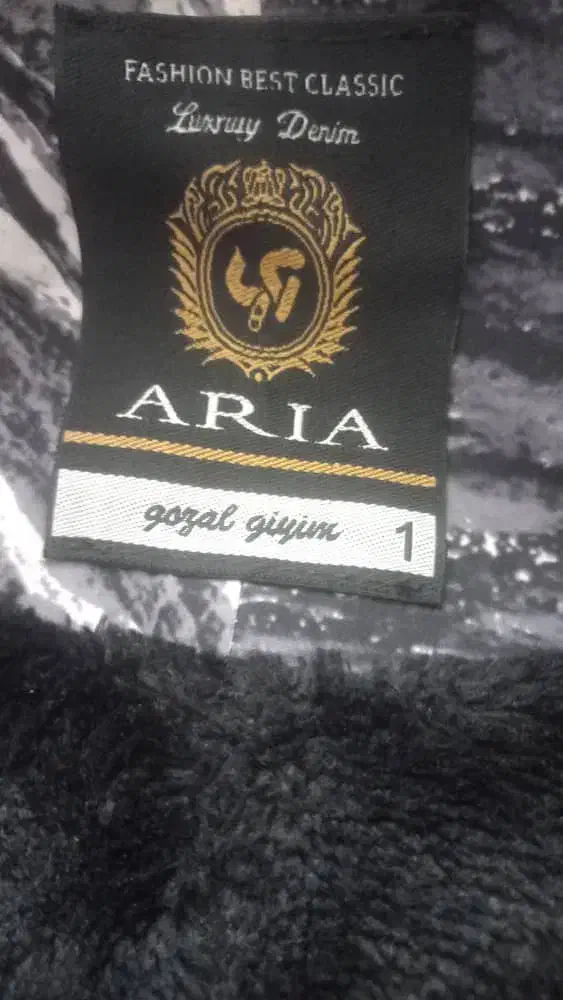 FASHION BEST CLASSIC
Luxruy Denim
ARIA
gozal giyim 1